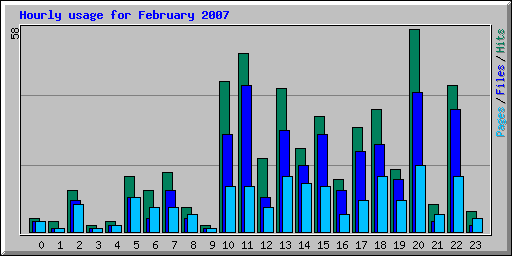 Hourly usage for February 2007
58
Pages / Files / Hits
0 1 2 3 4 5 6 7 8 9 10 11 12 13 14 15 16 17 18 19 20 21 22 23